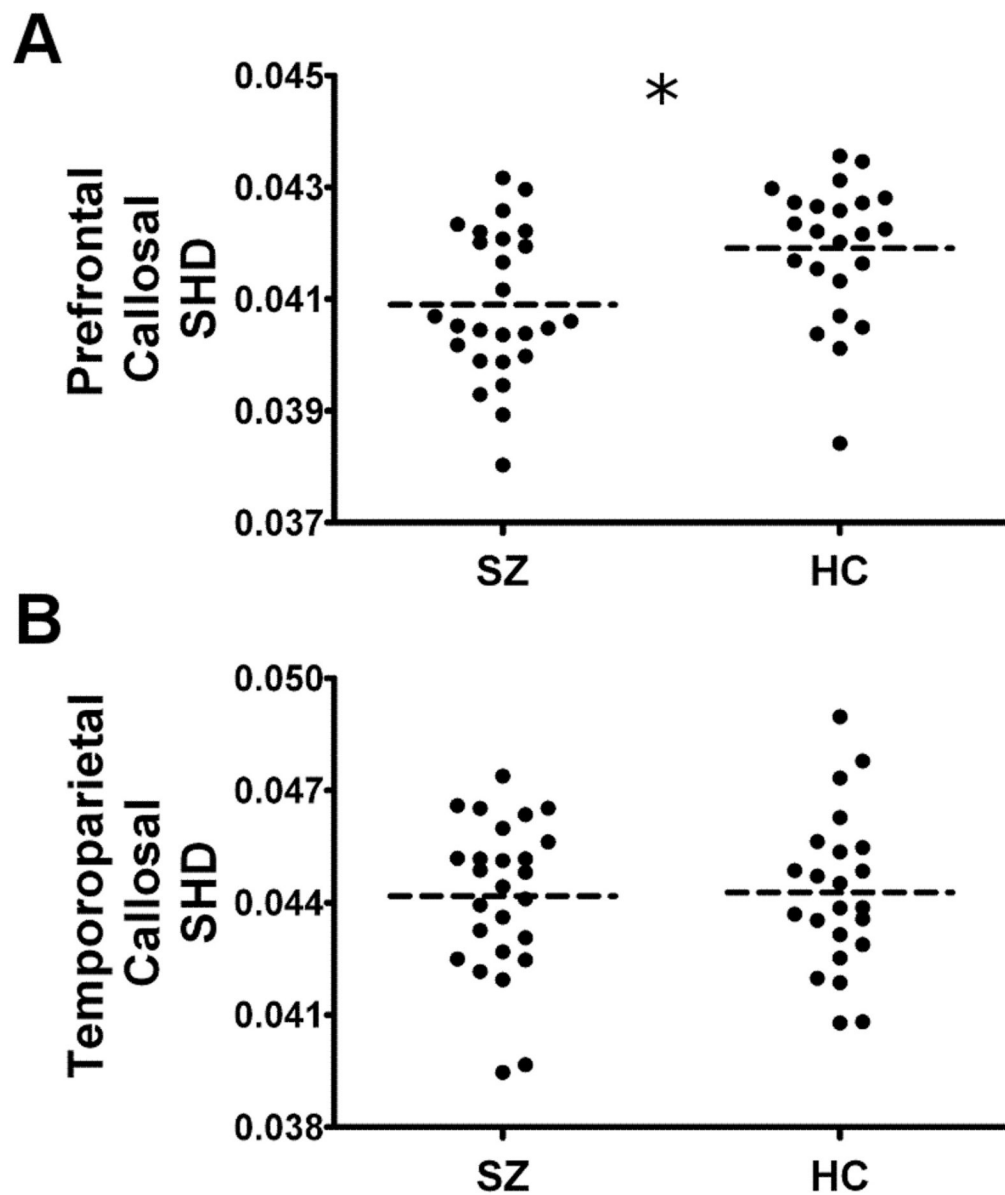 A
Prefrontal
Callosal
SHD
0.045
0.043
0.041
0.039
0.037
*
SZ
HC
B
Temporoparietal
Callosal
SHD
0.050
0.047
0.044
0.041
0.038
SZ
HC